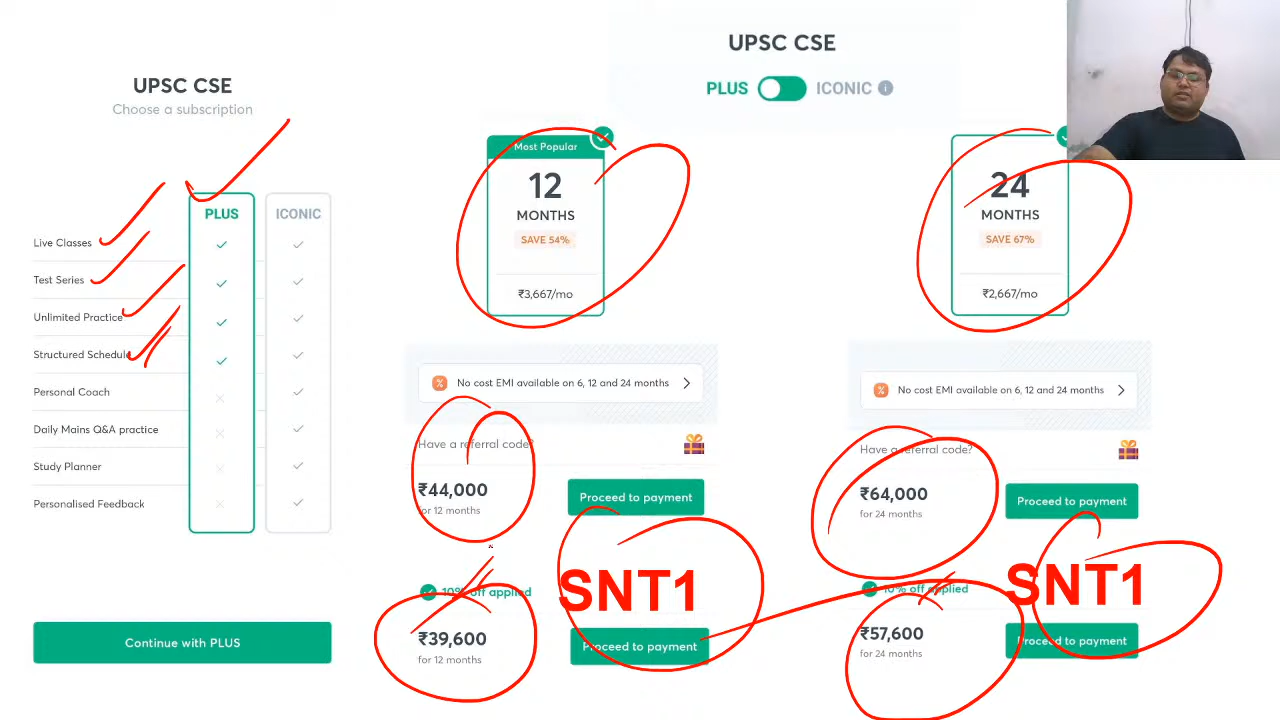 UPSC CSE
Choose a subscription
PLUS
ICONIC
Live Classes
Test Series
Unlimited Practice
Structured Schedule
Personal Coach
Daily Mains Q&A practice
Study Planner
Personalised Feedback
Continue with PLUS
UPSC CSE
PLUS ICONIC i
Most Popular
12
MONTHS
SAVE 54%
₹3,667/mo
No cost EMI available on 6, 12 and 24 months
Have a referral code?
₹44,000
for 12 months
Proceed to payment
10% off applied
SNT1
₹39,600
for 12 months
Proceed to payment
24
MONTHS
SAVE 67%
₹2,667/mo
No cost EMI available on 6, 12 and 24 months
Have a referral code?
₹64,000
for 24 months
Proceed to payment
10% off applied
SNT1
₹57,600
for 24 months
Proceed to payment